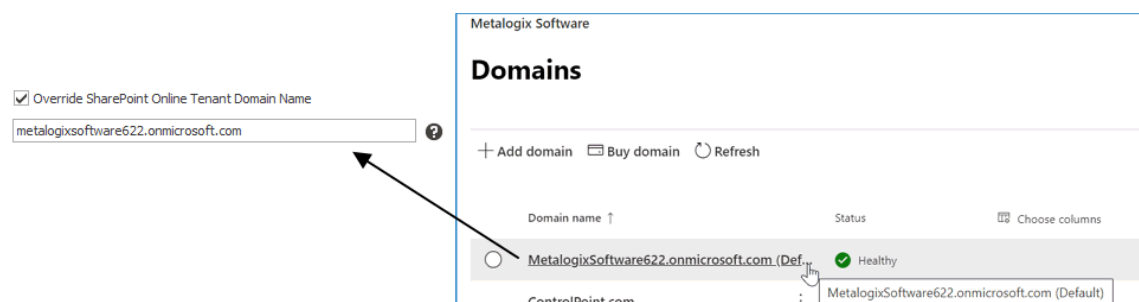 Metalogix Software
Domains
Override SharePoint Online Tenant Domain Name
metalogixsoftware622.onmicrosoft.com
?
Add domain Buy domain Refresh
Domain name ↑ Status Choose columns
MetalogixSoftware622.onmicrosoft.com (Def... Healthy
MetalogixSoftware622.onmicrosoft.com (Default)
ControlPoint.com